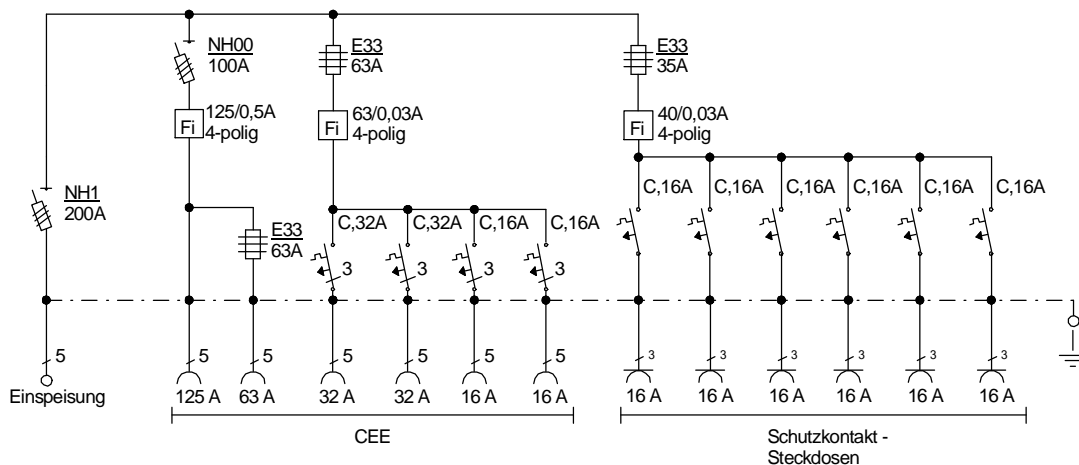 NH00
100A
E33
63A
E33
35A
Fi
125/0,5A
4-polig
Fi
63/0,03A
4-polig
Fi
40/0,03A
4-polig
NH1
200A
E33
63A
C,32A
C,32A
C,16A
C,16A
C,16A
C,16A
C,16A
C,16A
C,16A
C,16A
3
3
3
3
5
5
5
5
5
5
5
3
3
3
3
3
3
Einspeisung
125 A
63 A
32 A
32 A
16 A
16 A
16 A
16 A
16 A
16 A
16 A
16 A
CEE
Schutzkontakt -
Steckdosen